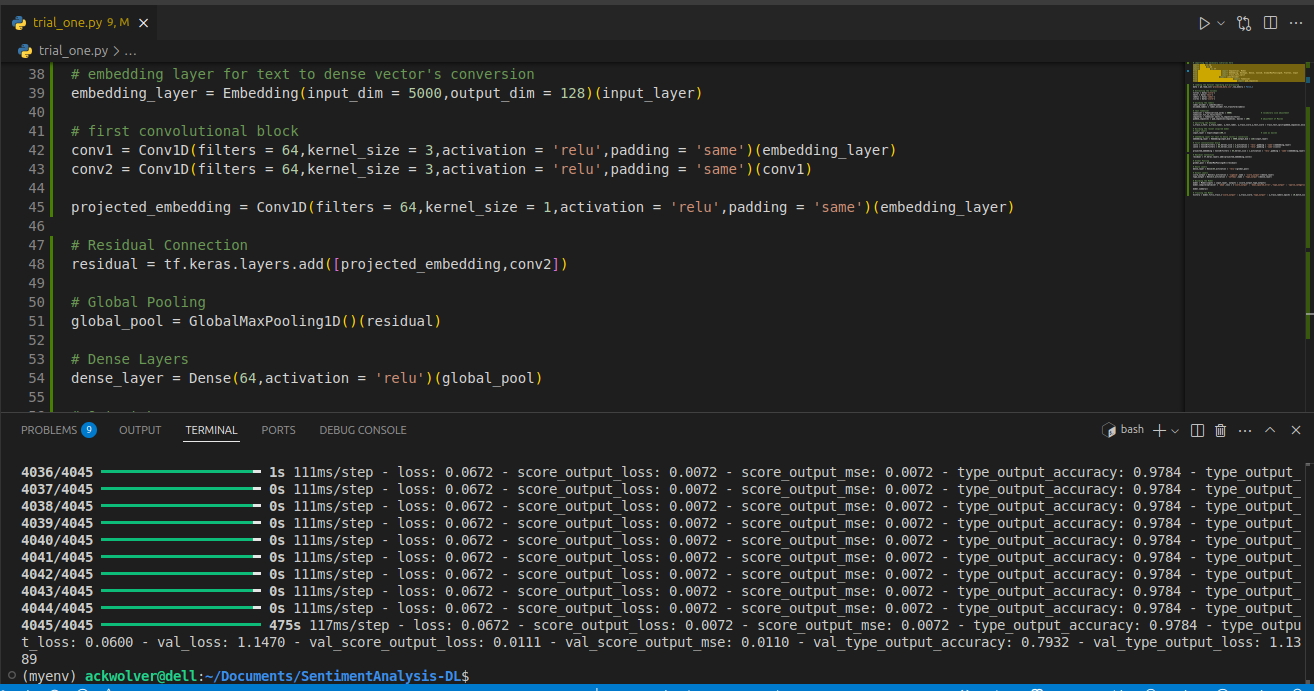 trial_one.py 9, M
trial_one.py > ...
38 # embedding layer for text to dense vector's conversion
39 embedding_layer = Embedding(input_dim = 5000,output_dim = 128)(input_layer)
40
41 # first convolutional block
42 conv1 = Conv1D(filters = 64,kernel_size = 3,activation = 'relu',padding = 'same')(embedding_layer)
43 conv2 = Conv1D(filters = 64,kernel_size = 3,activation = 'relu',padding = 'same')(conv1)
44
45 projected_embedding = Conv1D(filters = 64,kernel_size = 1,activation = 'relu',padding = 'same')(embedding_layer)
46
47 # Residual Connection
48 residual = tf.keras.layers.add([projected_embedding,conv2])
49
50 # Global Pooling
51 global_pool = GlobalMaxPooling1D()(residual)
52
53 # Dense Layers
54 dense_layer = Dense(64,activation = 'relu')(global_pool)
55
PROBLEMS 9 OUTPUT TERMINAL PORTS DEBUG CONSOLE bash
4036/4045 1s 111ms/step - loss: 0.0672 - score_output_loss: 0.0072 - score_output_mse: 0.0072 - type_output_accuracy: 0.9784 - type_output_
4037/4045 0s 111ms/step - loss: 0.0672 - score_output_loss: 0.0072 - score_output_mse: 0.0072 - type_output_accuracy: 0.9784 - type_output_
4038/4045 0s 111ms/step - loss: 0.0672 - score_output_loss: 0.0072 - score_output_mse: 0.0072 - type_output_accuracy: 0.9784 - type_output_
4039/4045 0s 111ms/step - loss: 0.0672 - score_output_loss: 0.0072 - score_output_mse: 0.0072 - type_output_accuracy: 0.9784 - type_output_
4040/4045 0s 111ms/step - loss: 0.0672 - score_output_loss: 0.0072 - score_output_mse: 0.0072 - type_output_accuracy: 0.9784 - type_output_
4041/4045 0s 111ms/step - loss: 0.0672 - score_output_loss: 0.0072 - score_output_mse: 0.0072 - type_output_accuracy: 0.9784 - type_output_
4042/4045 0s 111ms/step - loss: 0.0672 - score_output_loss: 0.0072 - score_output_mse: 0.0072 - type_output_accuracy: 0.9784 - type_output_
4043/4045 0s 111ms/step - loss: 0.0672 - score_output_loss: 0.0072 - score_output_mse: 0.0072 - type_output_accuracy: 0.9784 - type_output_
4044/4045 0s 111ms/step - loss: 0.0672 - score_output_loss: 0.0072 - score_output_mse: 0.0072 - type_output_accuracy: 0.9784 - type_output_
4045/4045 475s 117ms/step - loss: 0.0672 - score_output_loss: 0.0072 - score_output_mse: 0.0072 - type_output_accuracy: 0.9784 - type_outpu
t_loss: 0.0600 - val_loss: 1.1470 - val_score_output_loss: 0.0111 - val_score_output_mse: 0.0110 - val_type_output_accuracy: 0.7932 - val_type_output_loss: 1.13
89
(myenv) ackwolver@dell:~/Documents/SentimentAnalysis-DL$